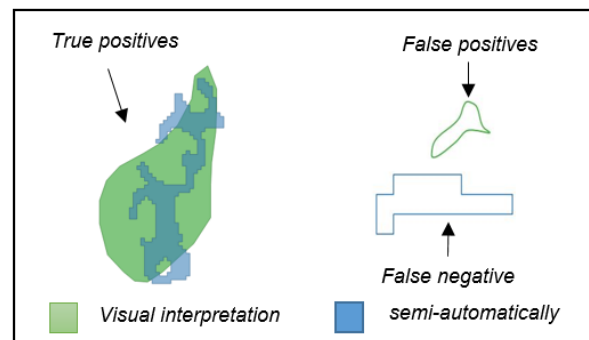 True positives
False positives
False negative
Visual interpretation
semi-automatically